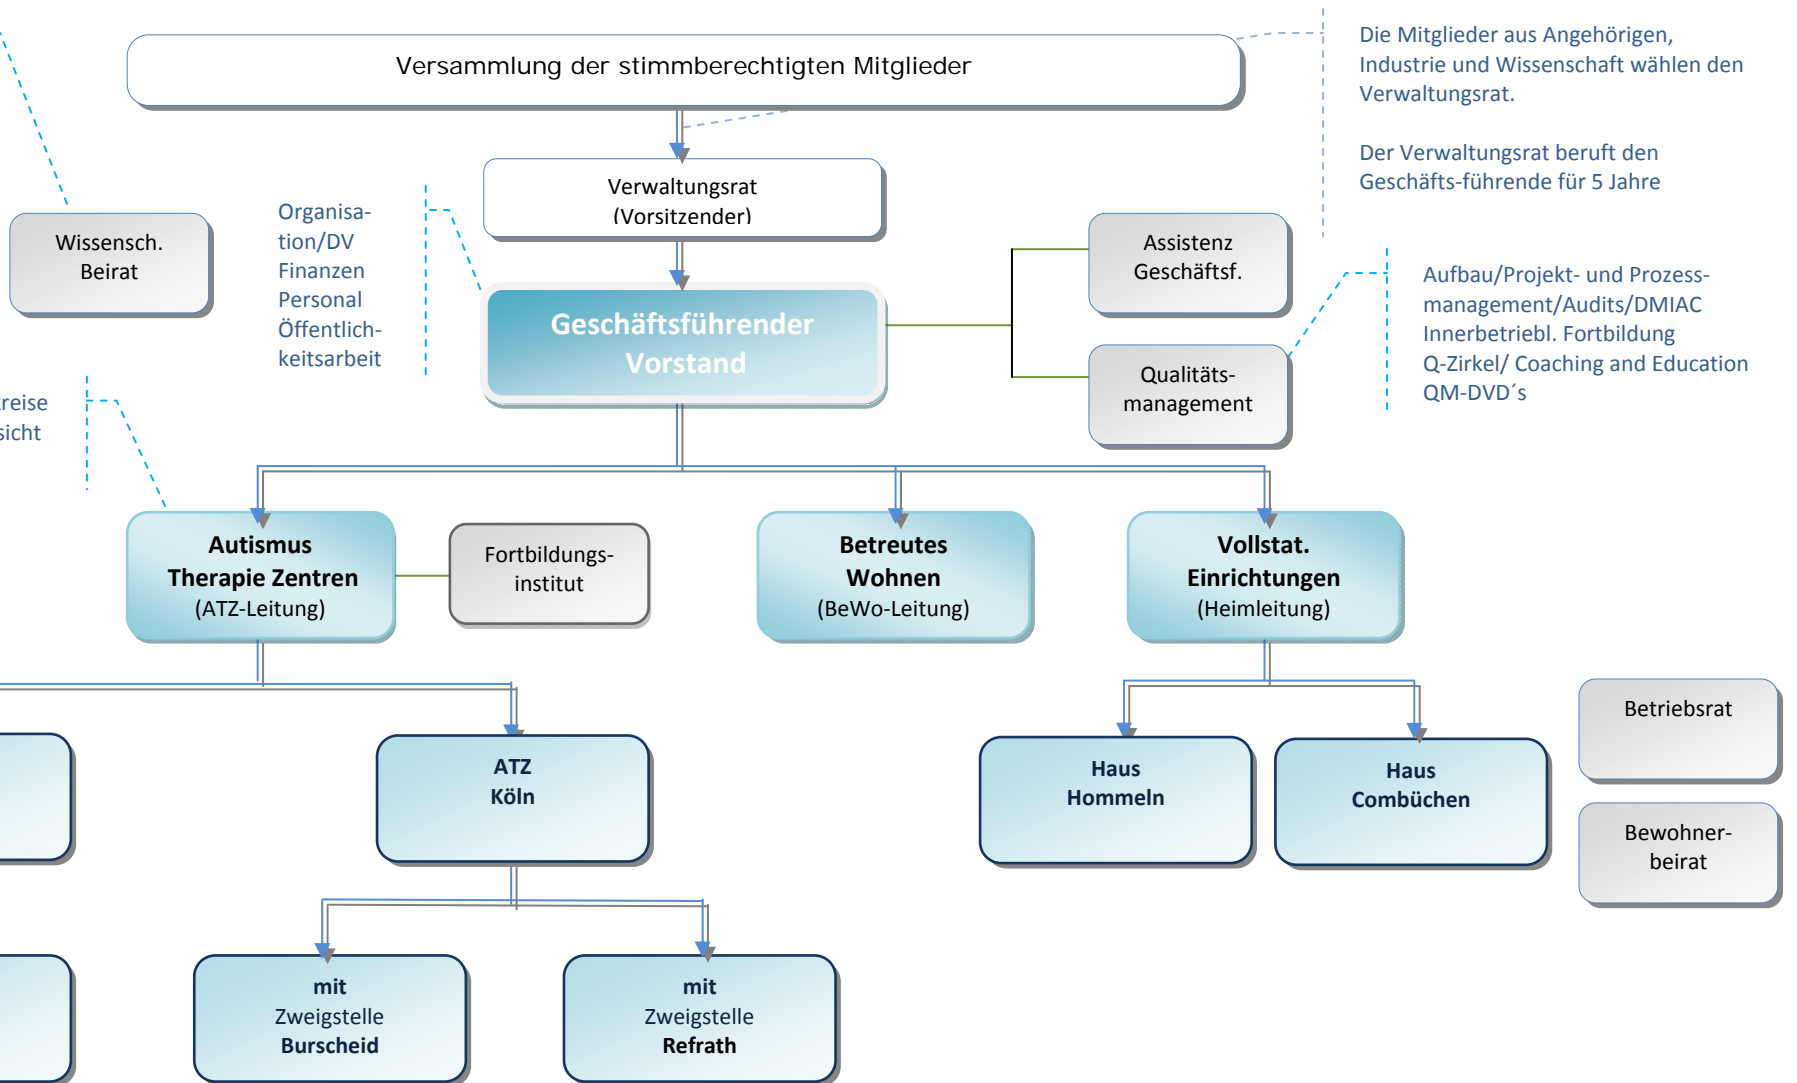 Versammlung der stimmberechtigten Mitglieder
Die Mitglieder aus Angehörigen,
Industrie und Wissenschaft wählen den
Verwaltungsrat.
Der Verwaltungsrat beruft den
Geschäfts-führende für 5 Jahre
Verwaltungsrat
(Vorsitzender)
Wissensch.
Beirat
Organisa-
tion/DV
Finanzen
Personal
Öffentlich-
keitsarbeit
Geschäftsführender
Vorstand
Assistenz
Geschäftsf.
Qualitäts-
management
Aufbau/Projekt- und Prozess-
management/Audits/DMIAC
Innerbetriebl. Fortbildung
Q-Zirkel/ Coaching and Education
QM-DVD´s
reise
sicht
Autismus
Therapie Zentren
(ATZ-Leitung)
Fortbildungs-
institut
Betreutes
Wohnen
(BeWo-Leitung)
Vollstat.
Einrichtungen
(Heimleitung)
ATZ
Köln
Haus
Hommeln
Haus
Combüchen
Betriebsrat
Bewohner-
beirat
mit
Zweigstelle
Burscheid
mit
Zweigstelle
Refrath